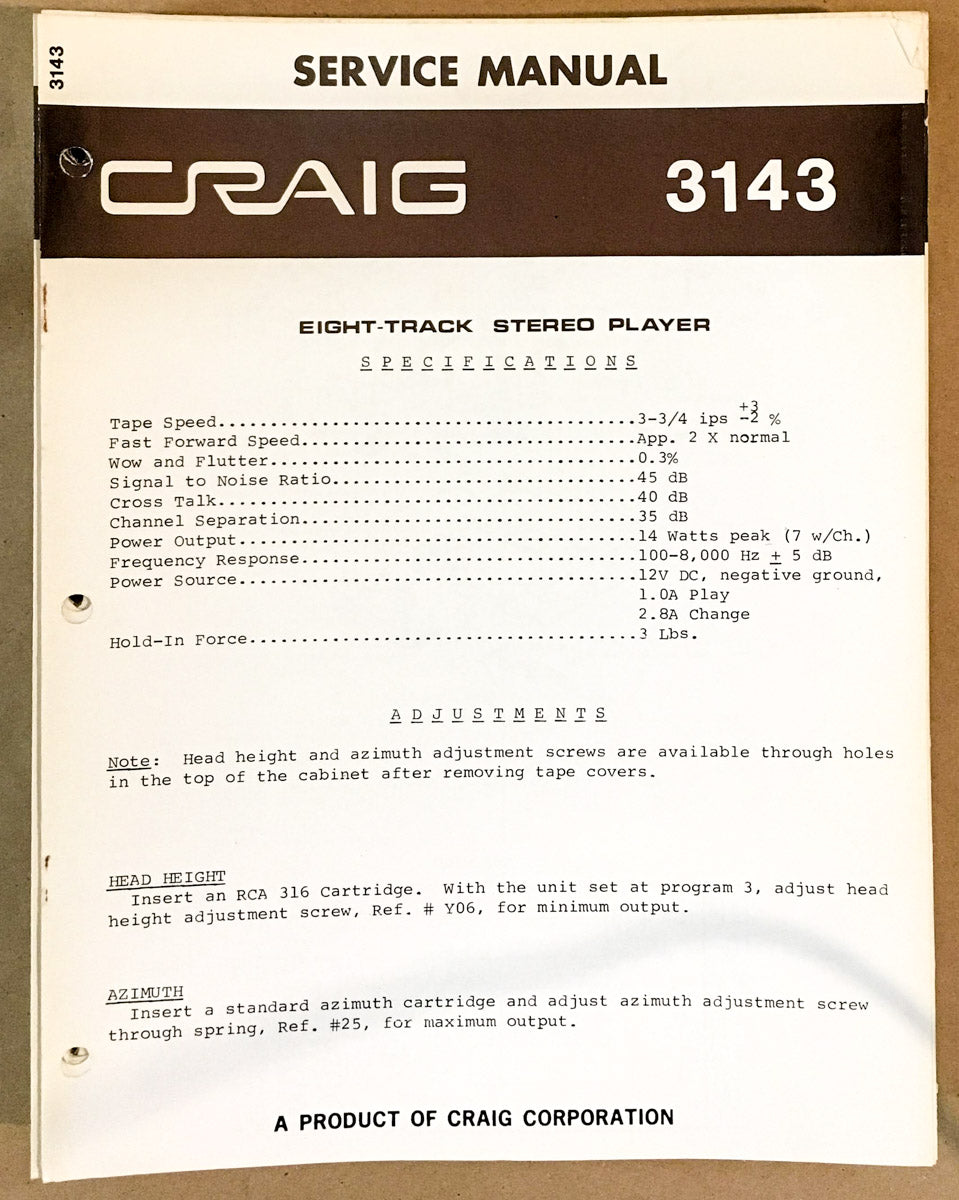 3143
SERVICE MANUAL
CRAIG 3143
EIGHT-TRACK STEREO PLAYER
S P E C I F I C A T I O N S
Tape Speed........................................3-3/4 ips +3 -2 %
Fast Forward Speed................................App. 2 X normal
Wow and Flutter...................................0.3%
Signal to Noise Ratio.............................45 dB
Cross Talk........................................40 dB
Channel Separation................................35 dB
Power Output......................................14 Watts peak (7 w/Ch.)
Frequency Response................................100-8,000 Hz ± 5 dB
Power Source......................................12V DC, negative ground,
1.0A Play
2.8A Change
Hold-In Force.....................................3 Lbs.
A D J U S T M E N T S
Note: Head height and azimuth adjustment screws are available through holes
in the top of the cabinet after removing tape covers.
HEAD HEIGHT
Insert an RCA 316 Cartridge. With the unit set at program 3, adjust head
height adjustment screw, Ref. # Y06, for minimum output.
AZIMUTH
Insert a standard azimuth cartridge and adjust azimuth adjustment screw
through spring, Ref. #25, for maximum output.
A PRODUCT OF CRAIG CORPORATION